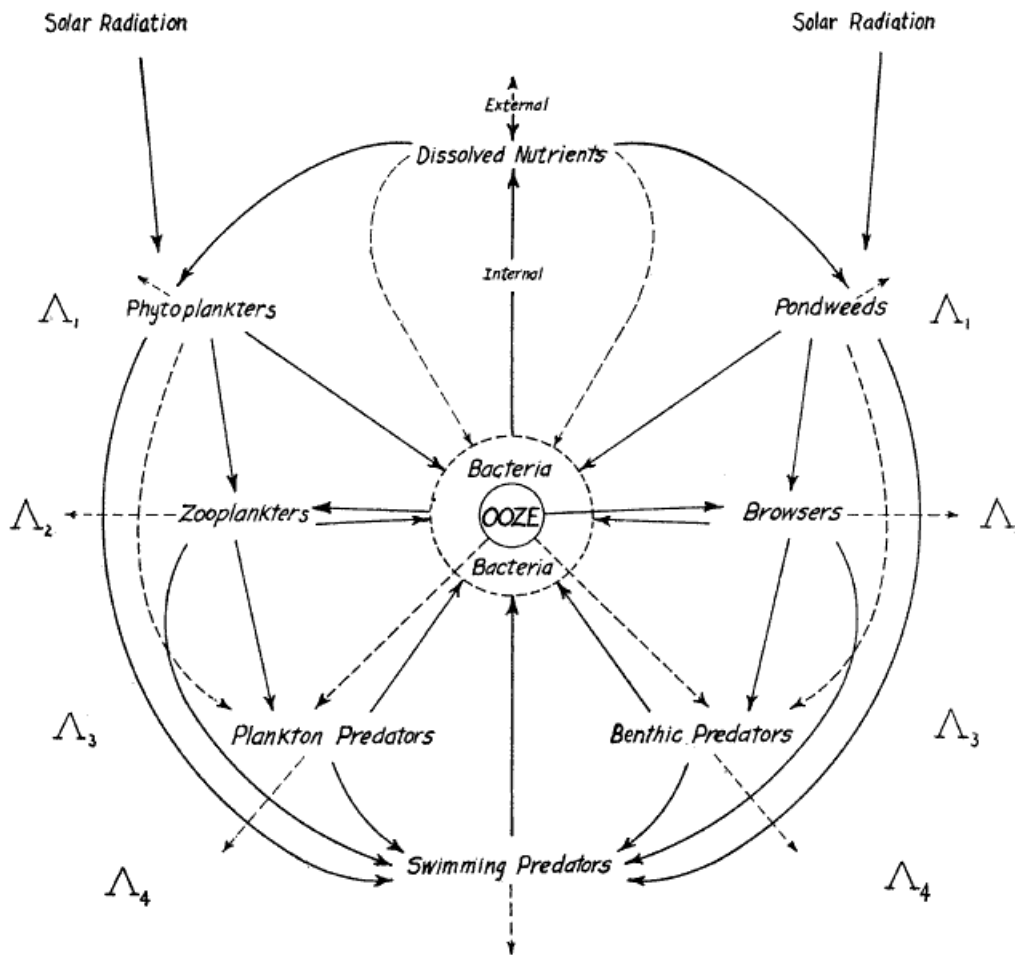 Solar Radiation Solar Radiation
External
Dissolved Nutrients
Internal
Λ₁ Phytoplankters Pondweeds Λ₁
Bacteria
Λ₂ Zooplankters OOZE Browsers Λ
Bacteria
Λ₃ Plankton Predators Benthic Predators Λ₃
Swimming Predators
Λ₄ Λ₄